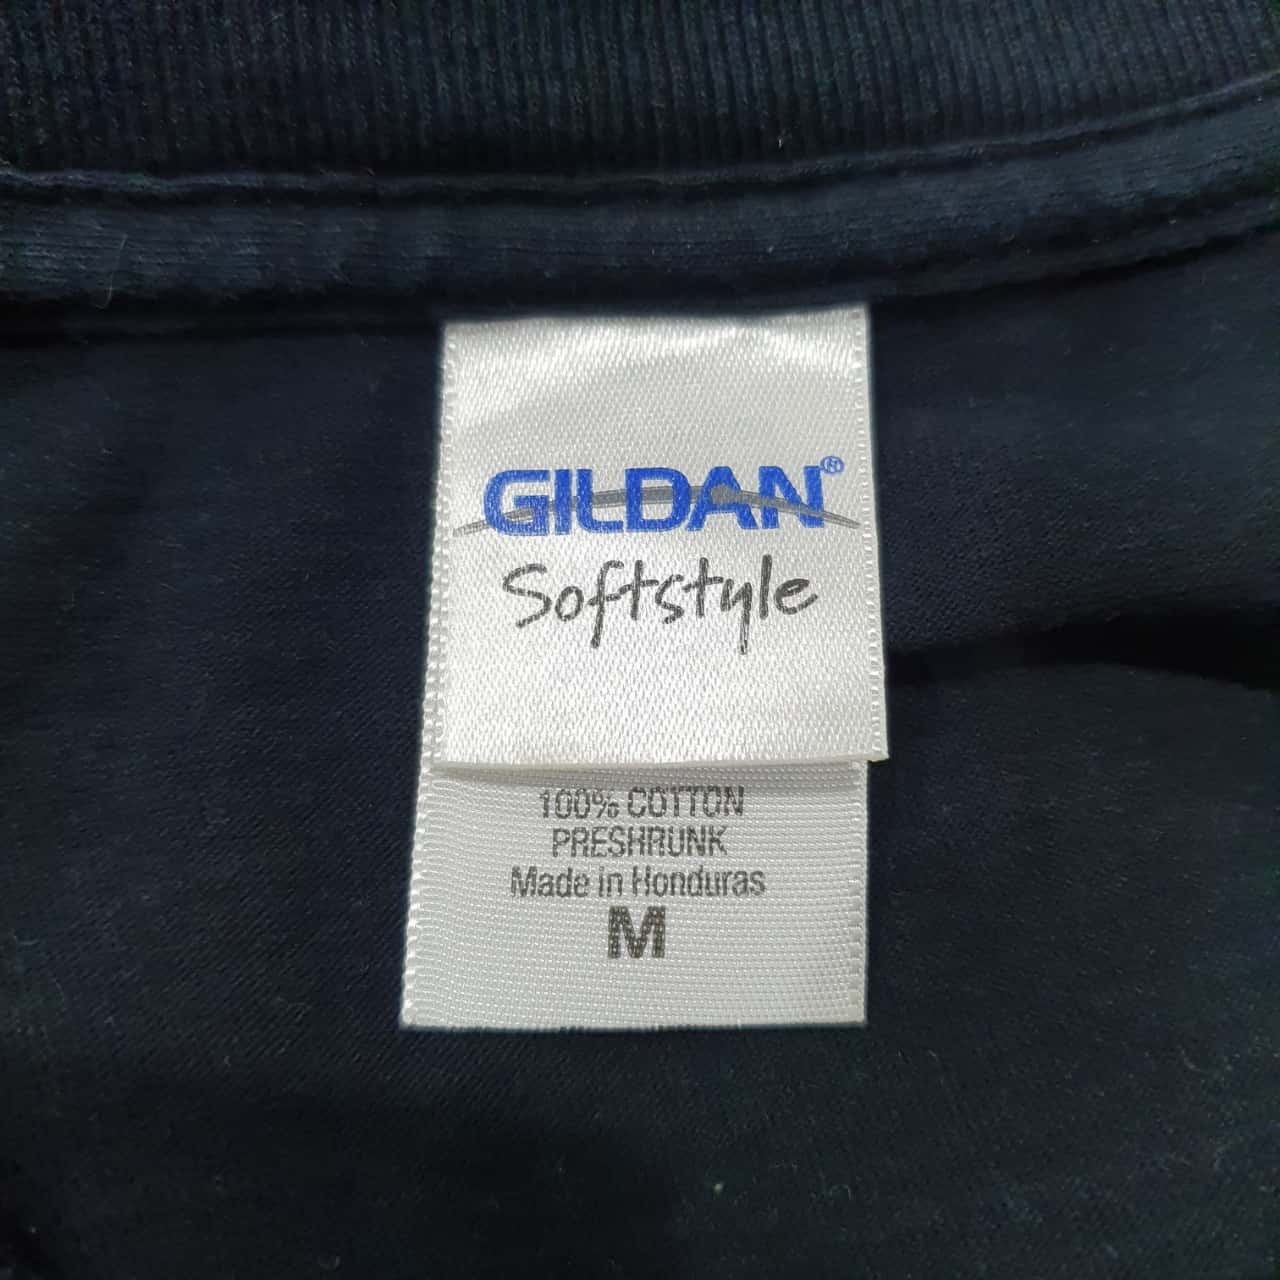 GILDAN®
Softstyle
100% COTTON
PRESHRUNK
Made in Honduras
M